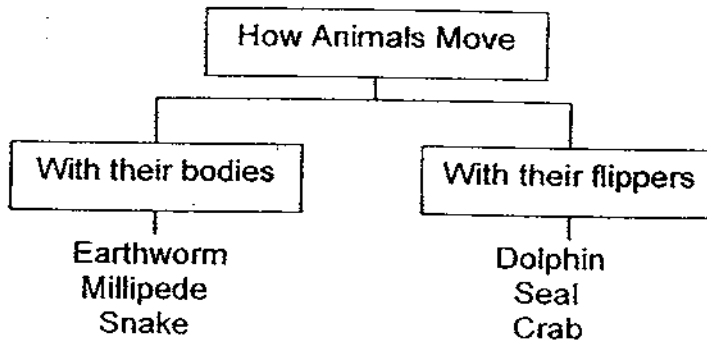 How Animals Move
With their bodies
With their flippers
Earthworm
Millipede
Snake
Dolphin
Seal
Crab